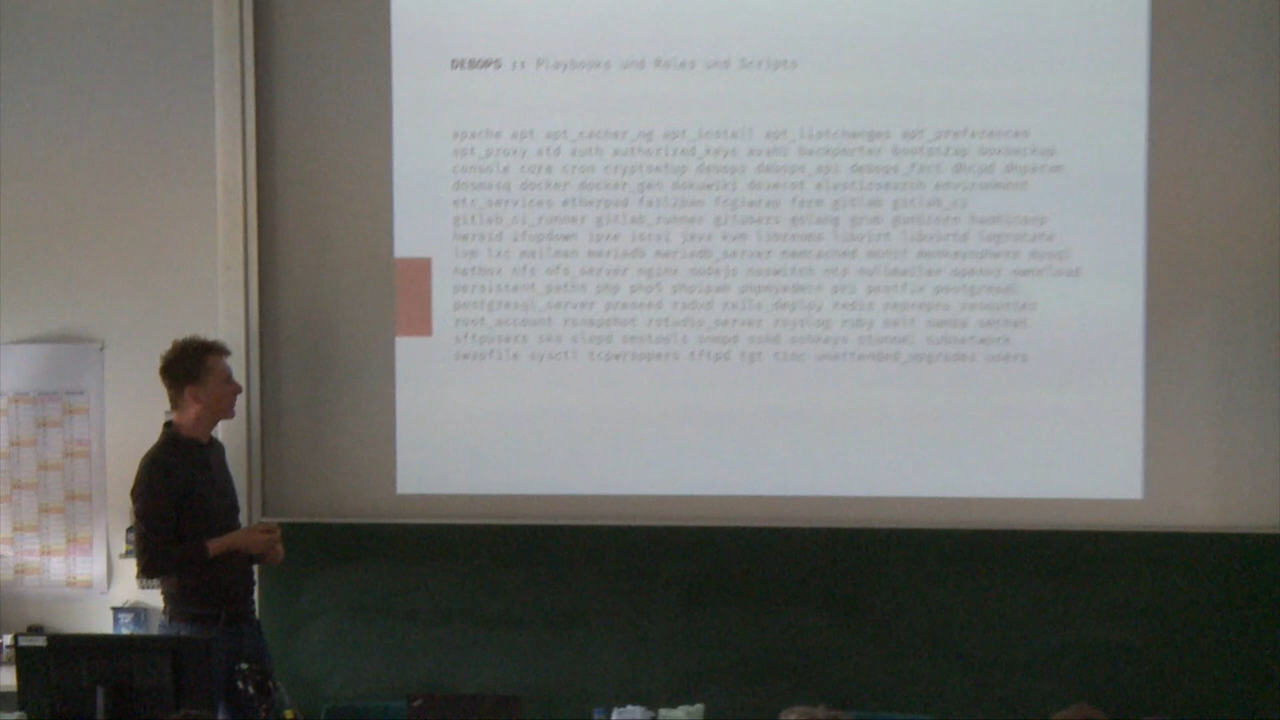 DEBOPS :: Playbooks und Roles und Scripts
apache apt apt_cacher_ng apt_install apt_listchanges apt_preferences
apt_proxy atd auth authorized_keys avahi backporter bootstrap boxbackup
console core cron cryptsetup debops debops_api debops_fact dhcpd dhparam
dnsmasq docker docker_gen dokuwiki dovecot elasticsearch environment
etc_services etherpad fail2ban fcgiwrap ferm gitlab gitlab_ci
gitlab_ci_runner gitlab_runner gitusers golang grub gunicorn hashicorp
hwraid ifupdown ipxe iscsi java kvm librenms libvirt libvirtd logrotate
lvm lxc mailman mariadb mariadb_server memcached monit monkeysphere mysql
netbox nfs nfs_server nginx nodejs nsswitch ntp nullmailer opendkim owncloud
persistent_paths php php5 phpipam phpmyadmin pki postfix postgresql
postgresql_server preseed radvd rails_deploy redis reprepro resources
root_account rsnapshot rstudio_server rsyslog ruby salt samba secret
sftpusers sks slapd smstools snmpd sshd sshkeys stunnel subnetwork
swapfile sysctl tcpwrappers tftpd tgt tinc unattended_upgrades users